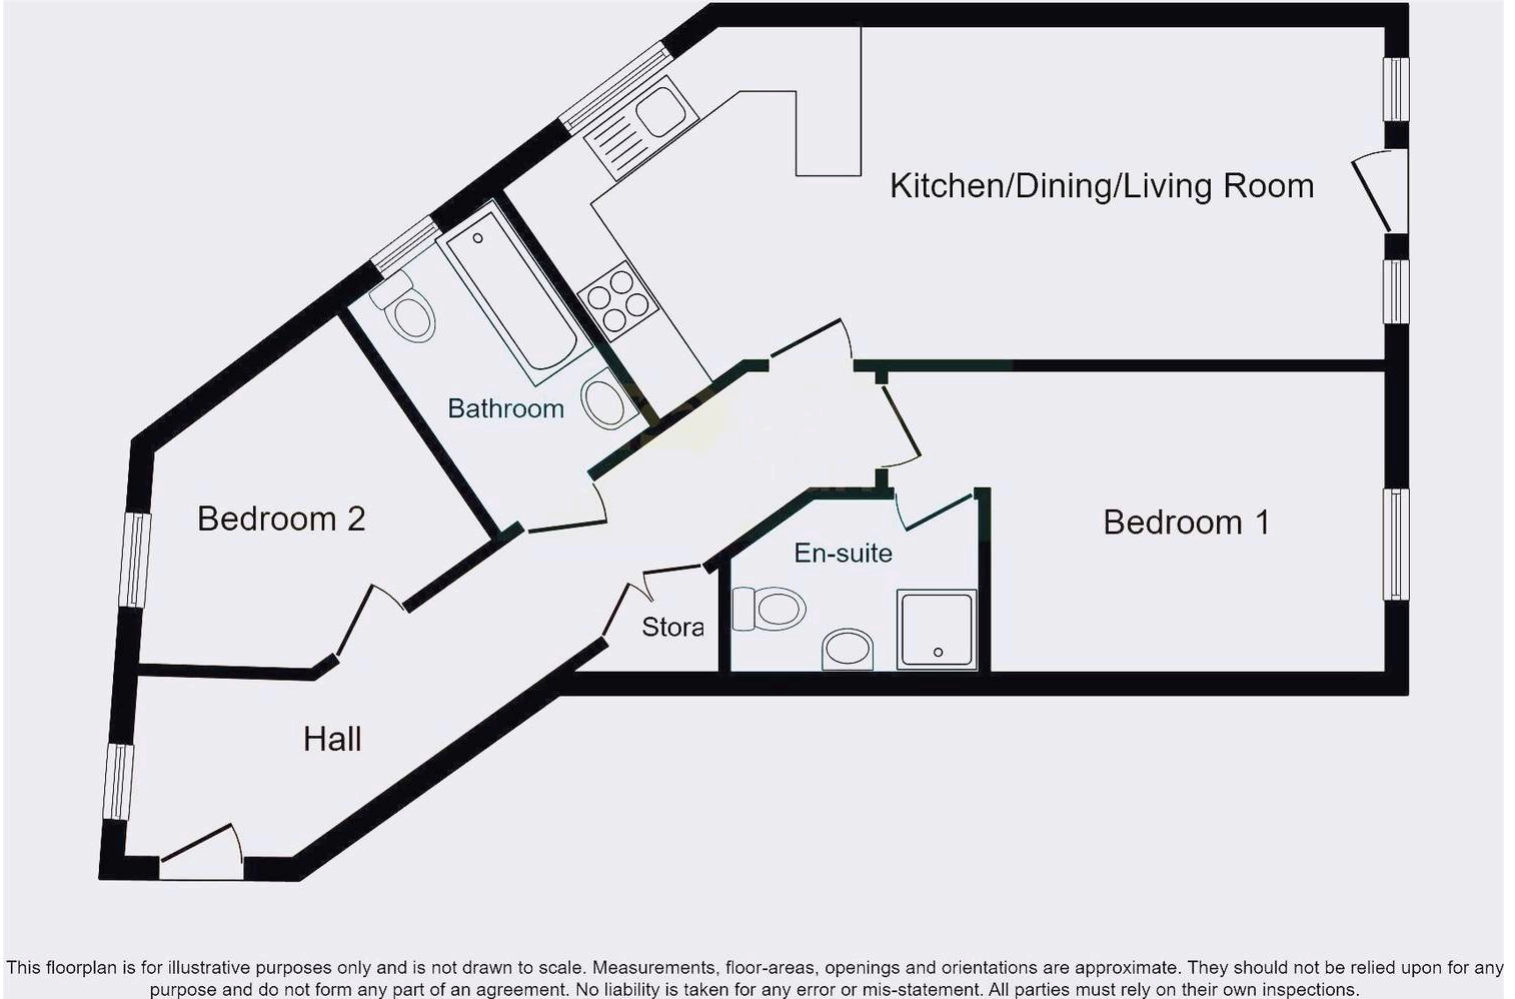 Kitchen/Dining/Living Room
Bathroom
Bedroom 2
Bedroom 1
En-suite
Stora
Hall
This floorplan is for illustrative purposes only and is not drawn to scale. Measurements, floor-areas, openings and orientations are approximate. They should not be relied upon for any
purpose and do not form any part of an agreement. No liability is taken for any error or mis-statement. All parties must rely on their own inspections.